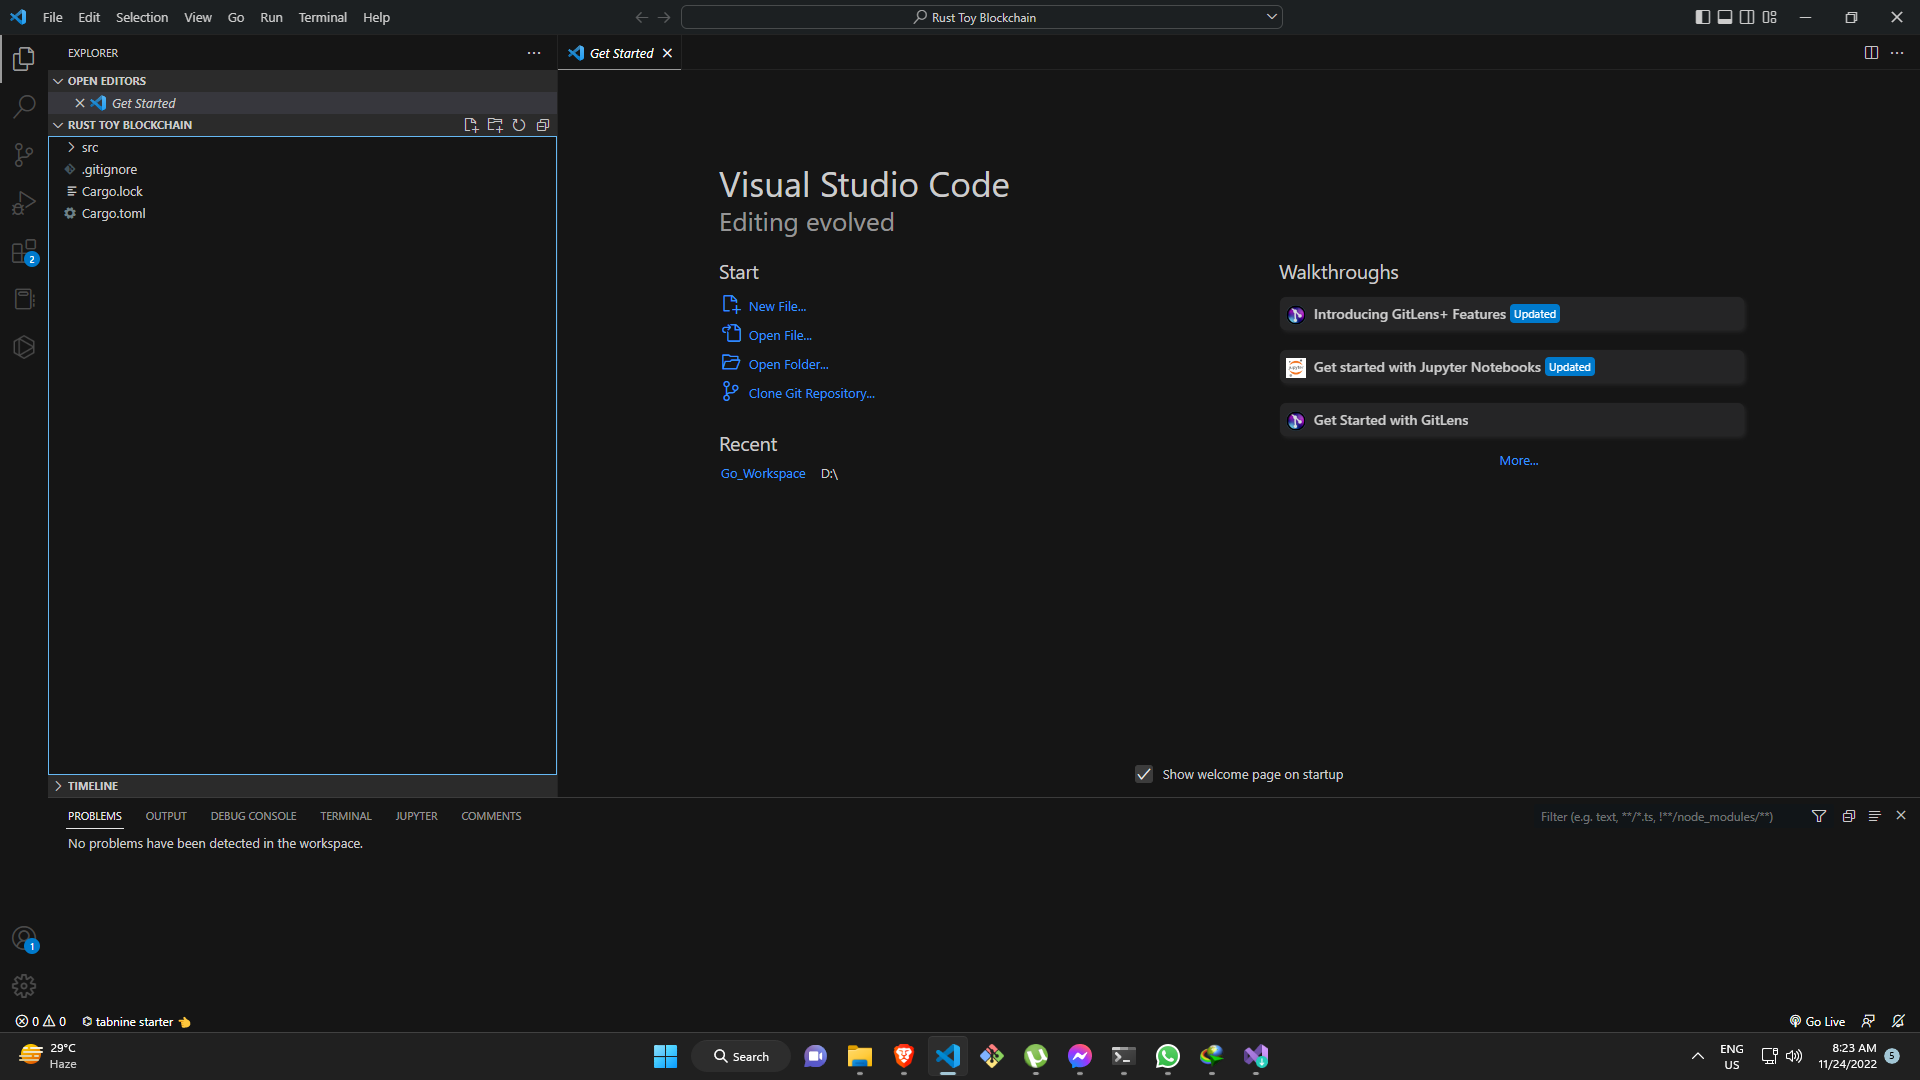 File Edit Selection View Go Run Terminal Help
Rust Toy Blockchain
EXPLORER
Get Started
OPEN EDITORS
Get Started
RUST TOY BLOCKCHAIN
src
.gitignore
Cargo.lock
Cargo.toml
2
Visual Studio Code
Editing evolved
Start
New File...
Open File...
Open Folder...
Clone Git Repository...
Recent
Go_Workspace D:\
Walkthroughs
Introducing GitLens+ Features Updated
Get started with Jupyter Notebooks Updated
Get Started with GitLens
More...
Show welcome page on startup
TIMELINE
PROBLEMS OUTPUT DEBUG CONSOLE TERMINAL JUPYTER COMMENTS
Filter (e.g. text, **/*.ts, !**/node_modules/**)
No problems have been detected in the workspace.
1
0 0 tabnine starter
Go Live
29°C
Haze
Search
ENG
US
8:23 AM
11/24/2022
5